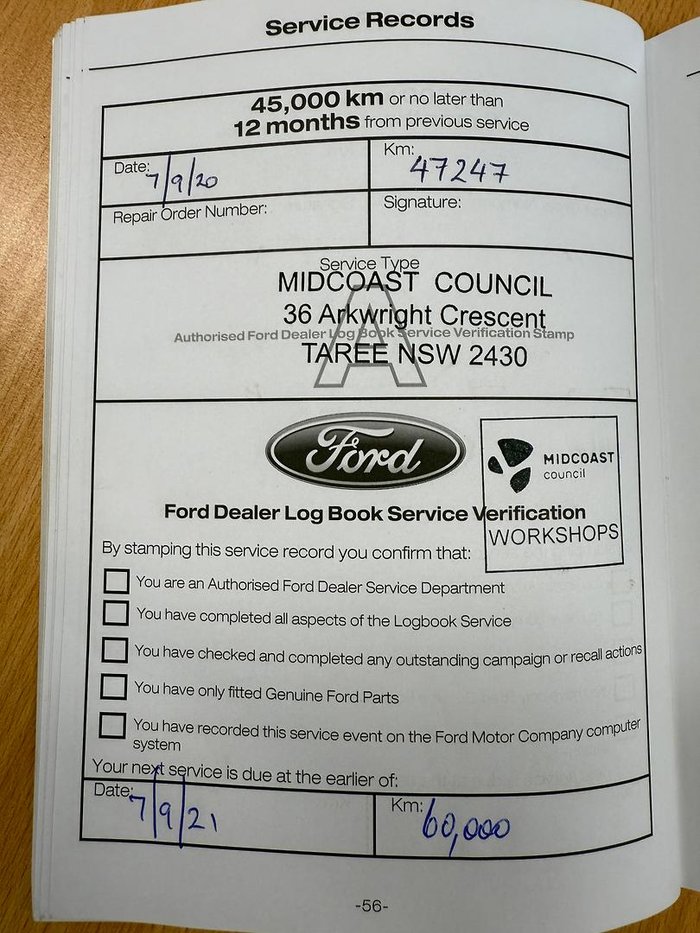 Service Records
45,000 km or no later than
12 months from previous service
Date: 7/9/20
Km: 47247
Repair Order Number:
Signature:
Service Type
A
MIDCOAST COUNCIL
36 Arkwright Crescent
Authorised Ford Dealer Log Book Service Verification Stamp
TAREE NSW 2430
Ford
MIDCOAST
council
WORKSHOPS
Ford Dealer Log Book Service Verification
By stamping this service record you confirm that:
You are an Authorised Ford Dealer Service Department
You have completed all aspects of the Logbook Service
You have checked and completed any outstanding campaign or recall actions
You have only fitted Genuine Ford Parts
You have recorded this service event on the Ford Motor Company computer
system
Your next service is due at the earlier of:
Date: 7/9/21
Km: 60,000
-56-